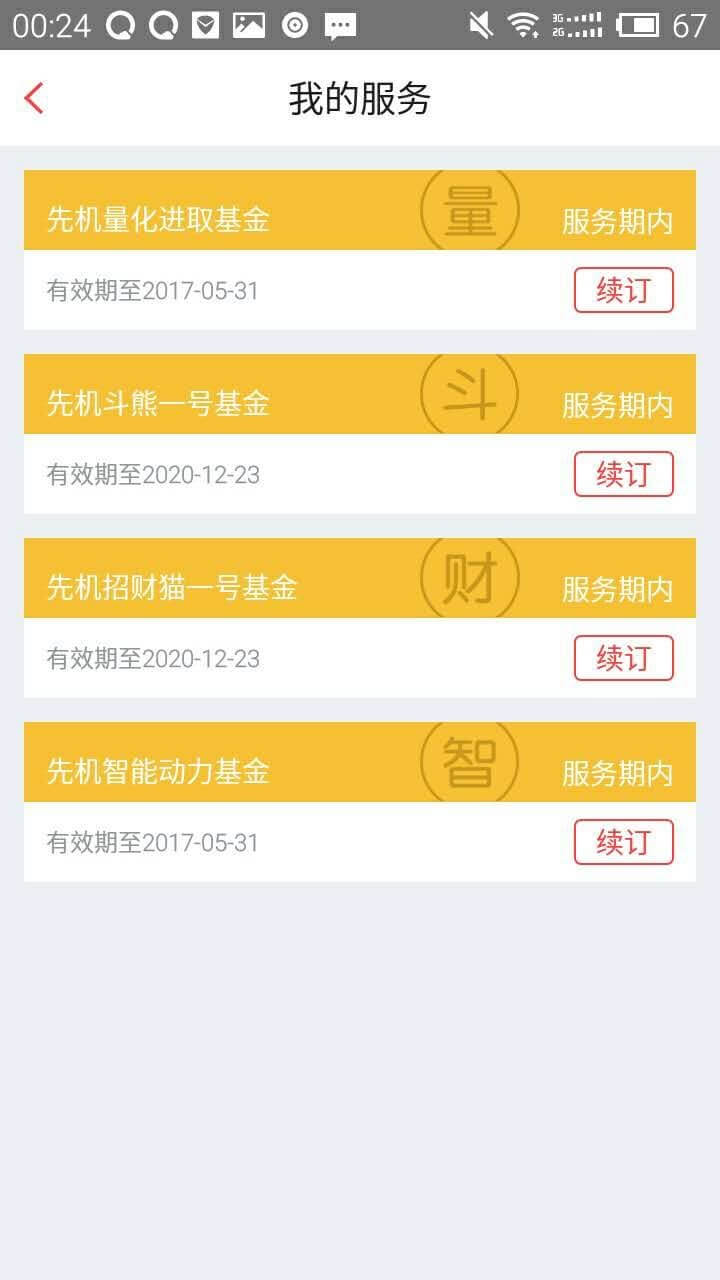 00:24 3G 2G 67
我的服务
先机量化进取基金 量 服务期内
有效期至2017-05-31 续订
先机斗熊一号基金 斗 服务期内
有效期至2020-12-23 续订
先机招财猫一号基金 财 服务期内
有效期至2020-12-23 续订
先机智能动力基金 智 服务期内
有效期至2017-05-31 续订